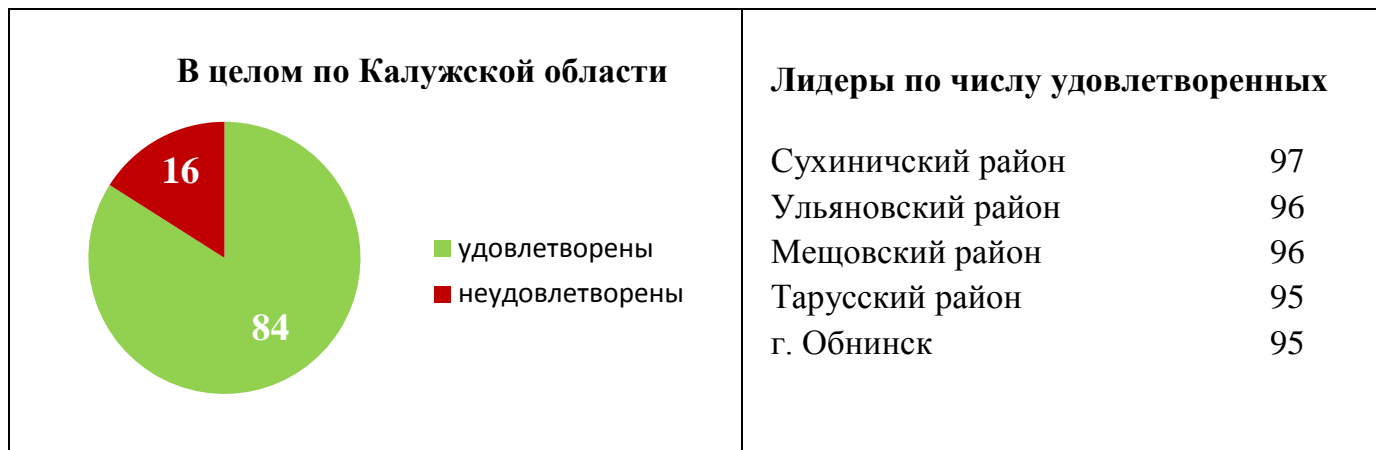 В целом по Калужской области
16
84
удовлетворены
неудовлетворены
Лидеры по числу удовлетворенных
Сухиничский район 97
Ульяновский район 96
Мещовский район 96
Тарусский район 95
г. Обнинск 95